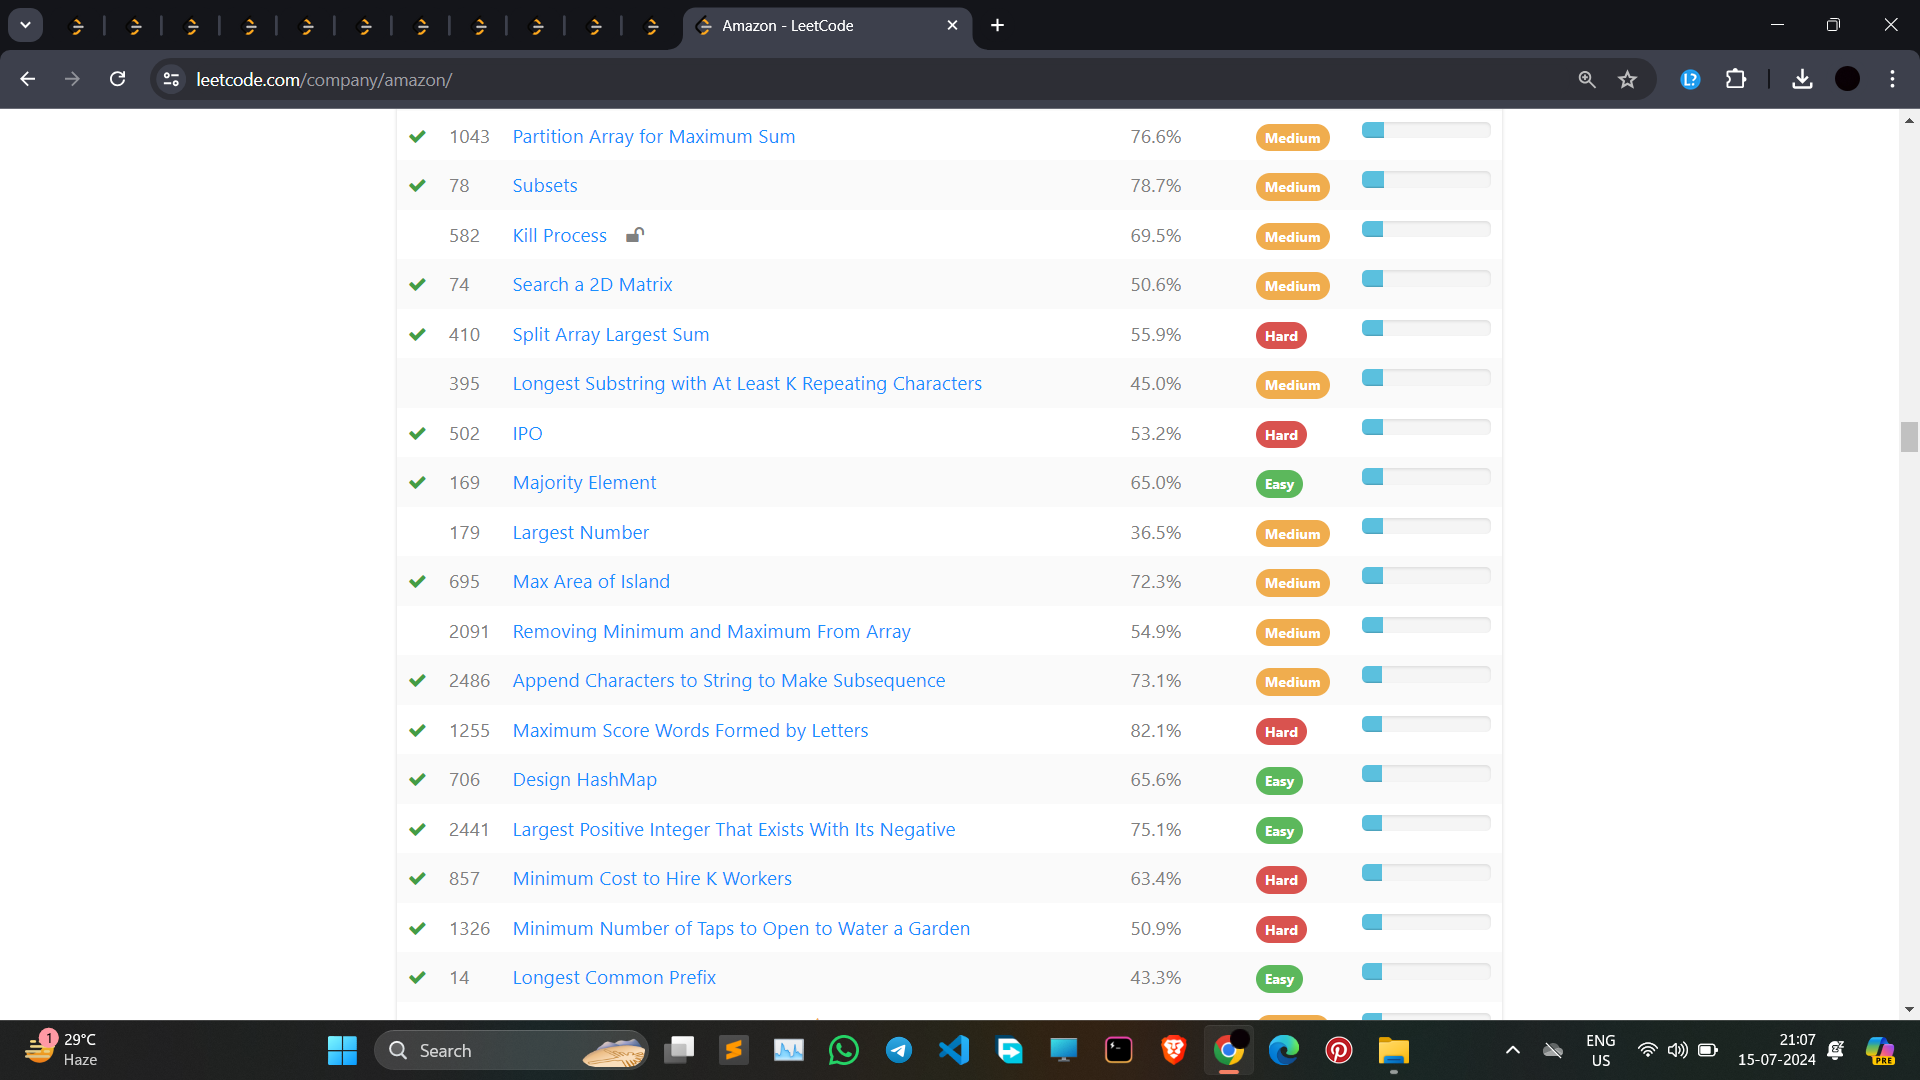 Amazon - LeetCode
leetcode.com/company/amazon/
L?
1043 Partition Array for Maximum Sum 76.6% Medium
78 Subsets 78.7% Medium
582 Kill Process 69.5% Medium
74 Search a 2D Matrix 50.6% Medium
410 Split Array Largest Sum 55.9% Hard
395 Longest Substring with At Least K Repeating Characters 45.0% Medium
502 IPO 53.2% Hard
169 Majority Element 65.0% Easy
179 Largest Number 36.5% Medium
695 Max Area of Island 72.3% Medium
2091 Removing Minimum and Maximum From Array 54.9% Medium
2486 Append Characters to String to Make Subsequence 73.1% Medium
1255 Maximum Score Words Formed by Letters 82.1% Hard
706 Design HashMap 65.6% Easy
2441 Largest Positive Integer That Exists With Its Negative 75.1% Easy
857 Minimum Cost to Hire K Workers 63.4% Hard
1326 Minimum Number of Taps to Open to Water a Garden 50.9% Hard
14 Longest Common Prefix 43.3% Easy
1
29°C
Haze
Search
ENG
US
21:07
15-07-2024
PRE